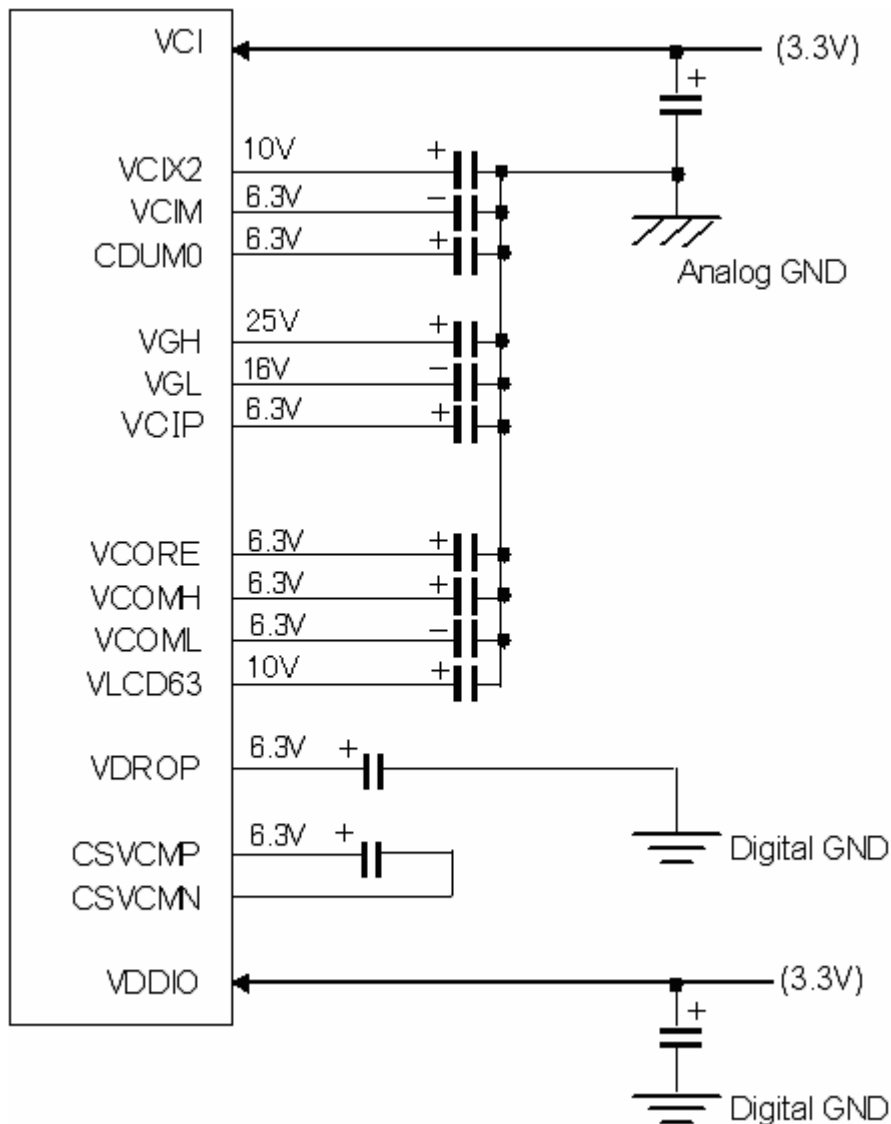 VCI (3.3V)
+
VCIX2 10V +
VCIM 6.3V −
CDUM0 6.3V +
Analog GND
VGH 25V +
VGL 16V −
VCIP 6.3V +
VCORE 6.3V +
VCOMH 6.3V +
VCOML 6.3V −
VLCD63 10V +
VDROP 6.3V +
CSVCMP 6.3V +
Digital GND
CSVCMN
VDDIO (3.3V)
+
Digital GND